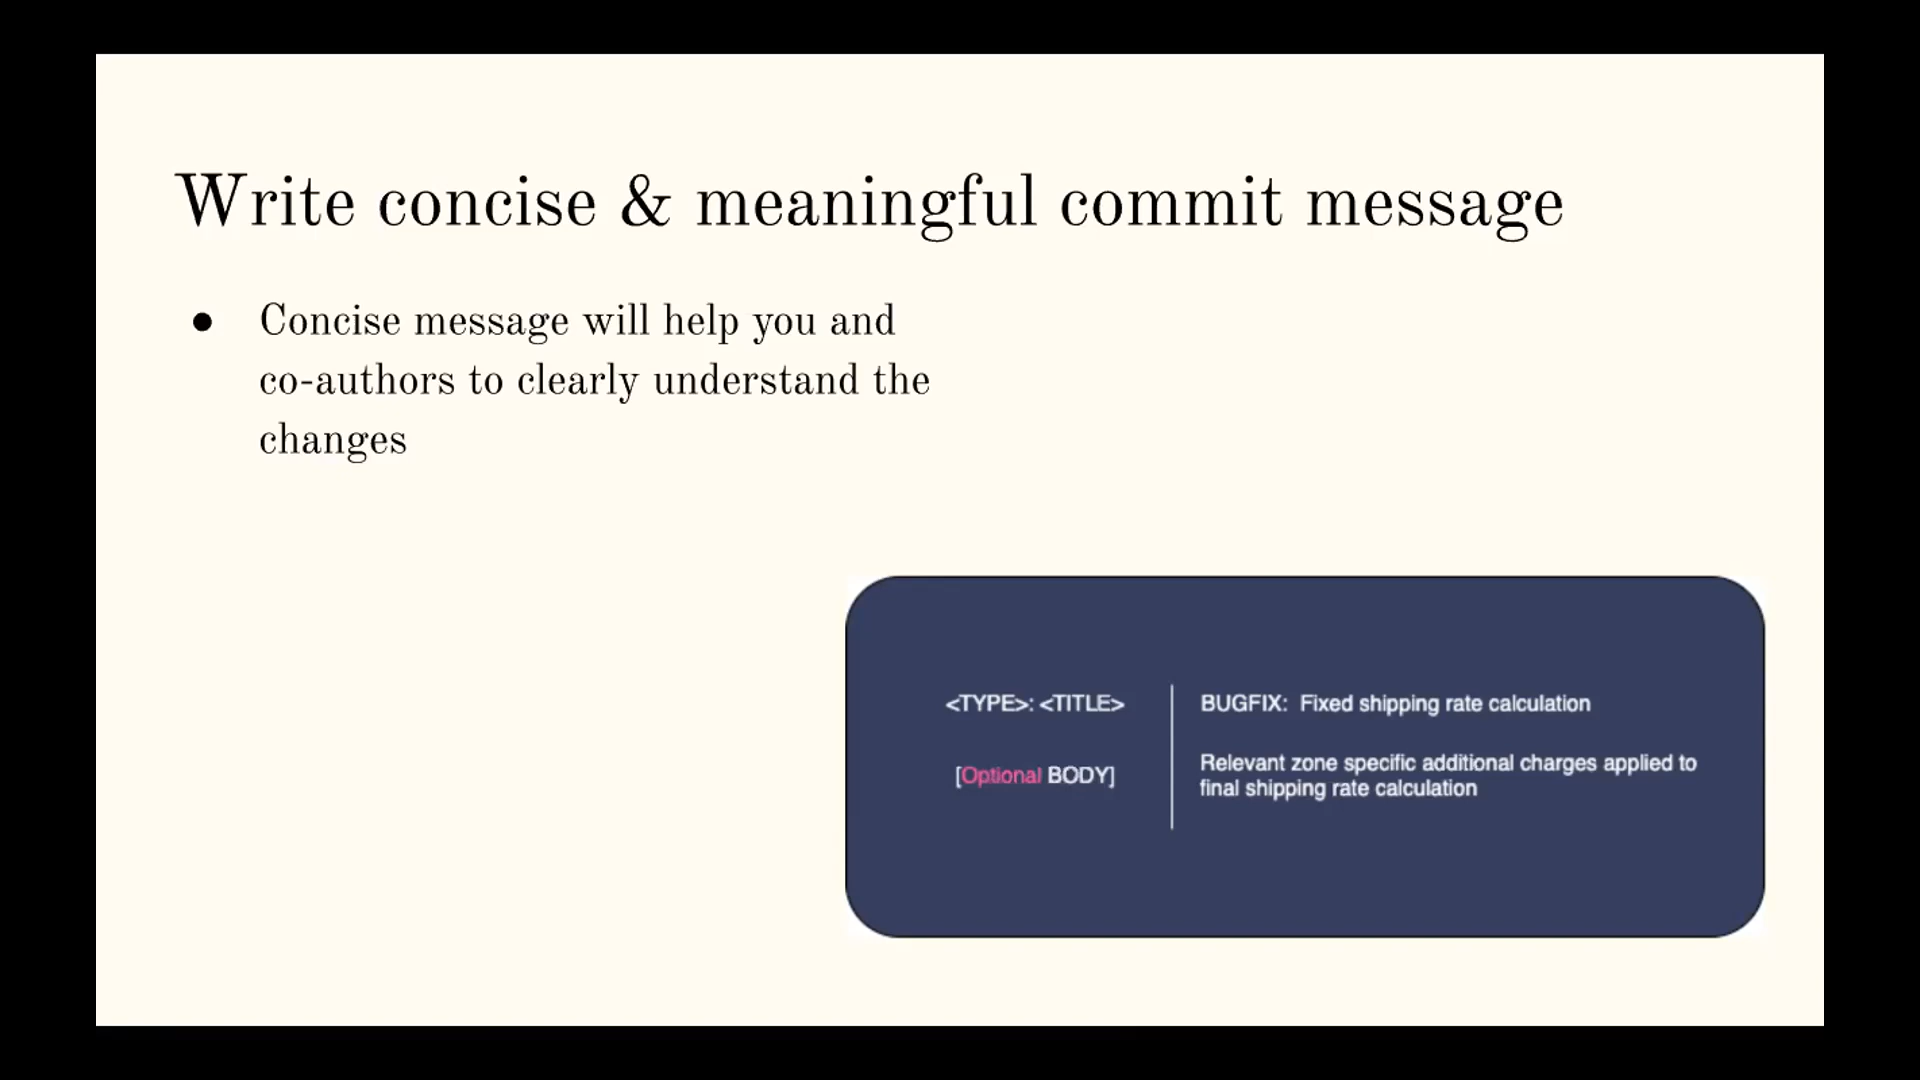 Write concise & meaningful commit message
● Concise message will help you and
co-authors to clearly understand the
changes
<TYPE>: <TITLE>
[Optional BODY]
BUGFIX: Fixed shipping rate calculation
Relevant zone specific additional charges applied to
final shipping rate calculation